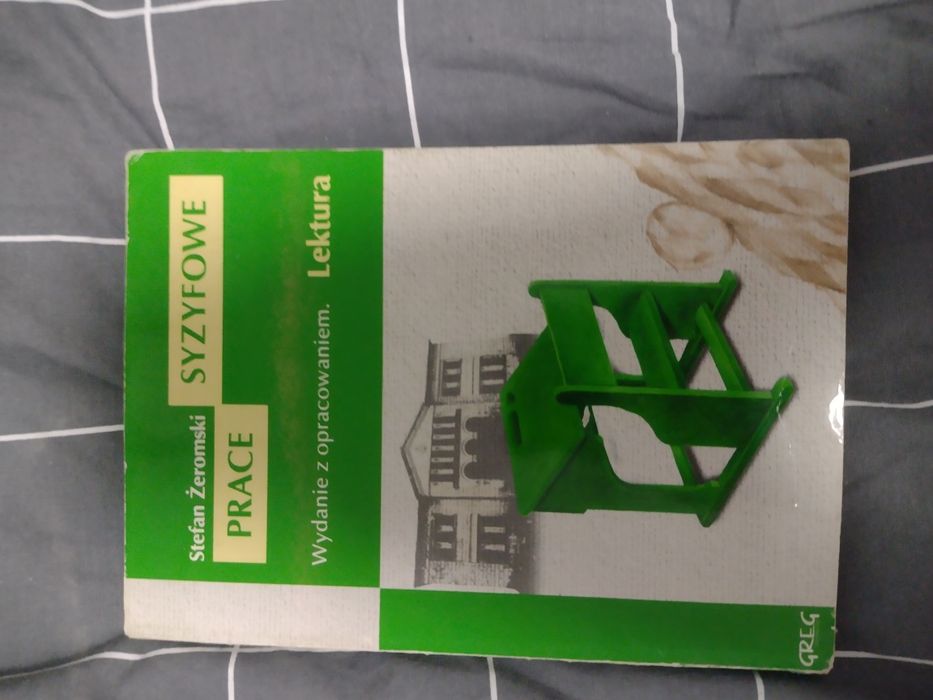 Stefan Żeromski SYZYFOWE
PRACE
Wydanie z opracowaniem. Lektura
GREG